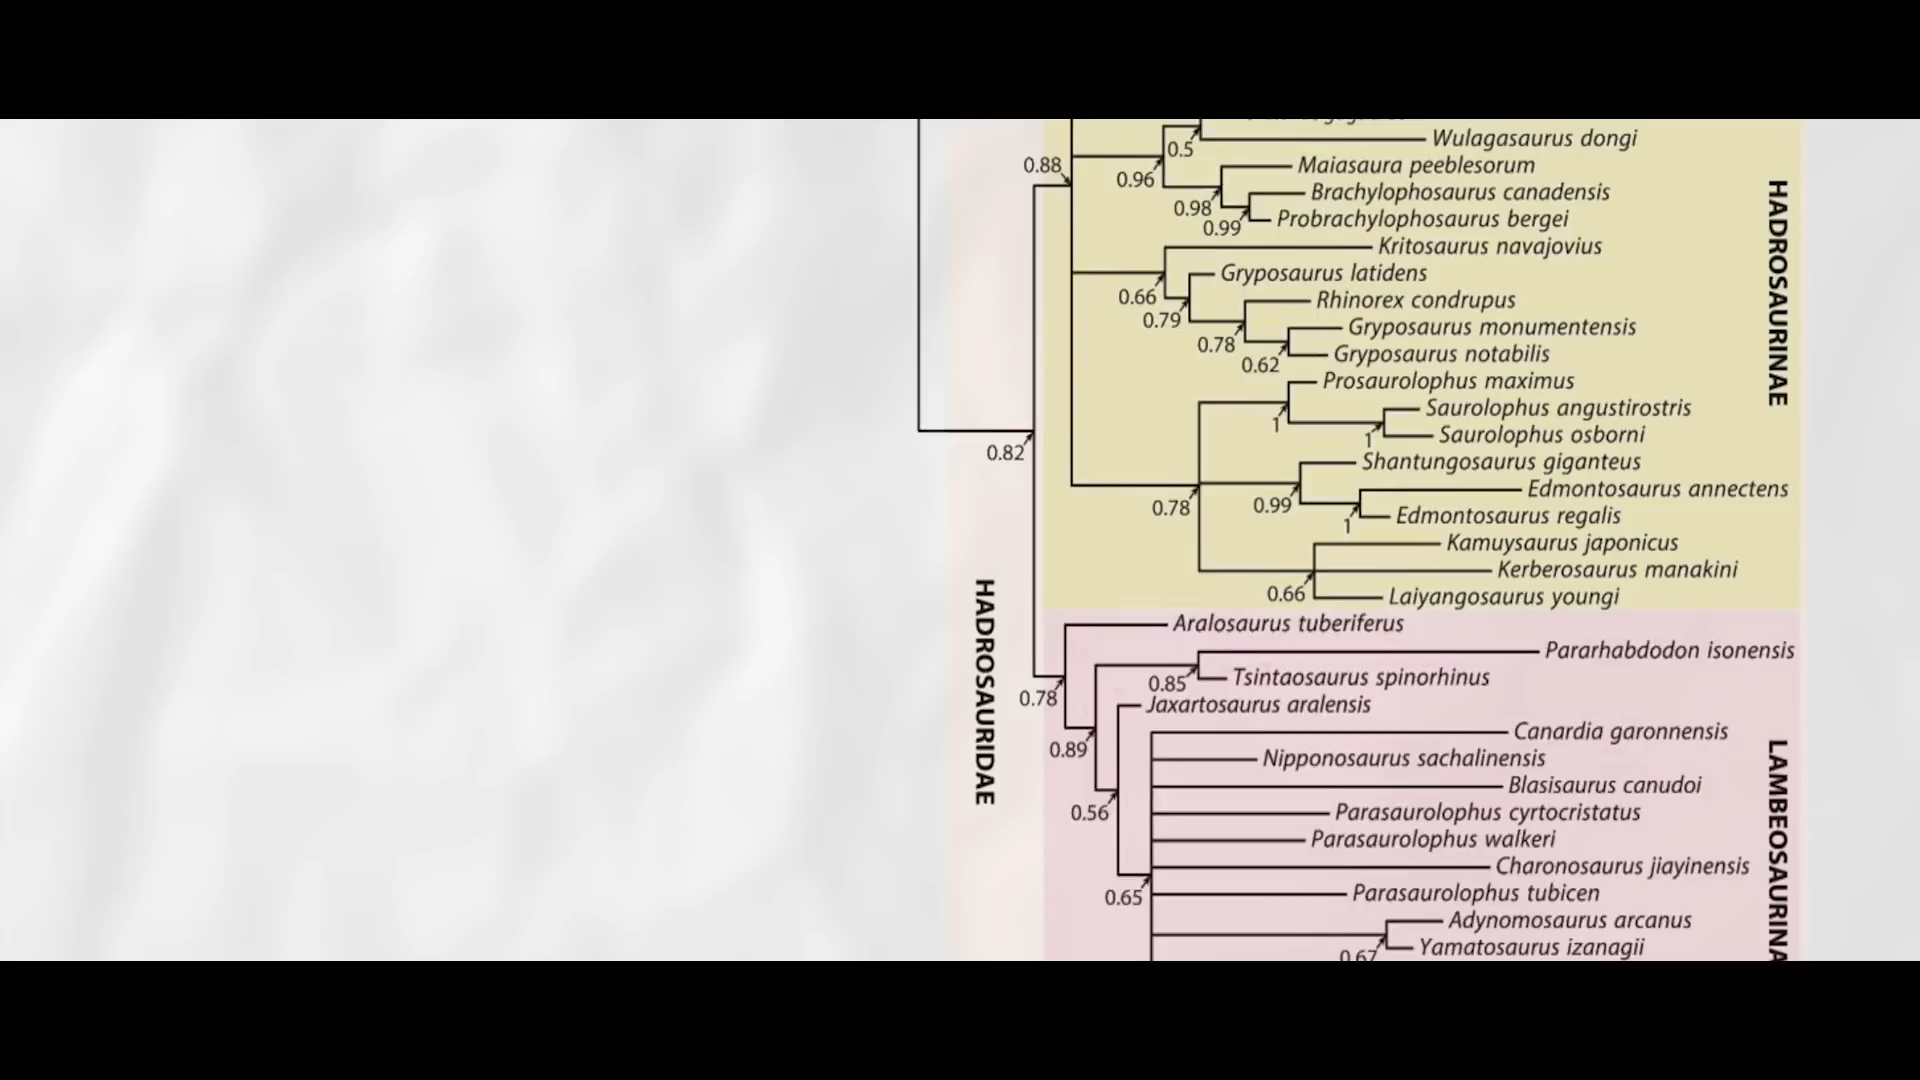 Wulagasaurus dongi
0.5
Maiasaura peeblesorum
0.88
0.96
Brachylophosaurus canadensis
0.98
Probrachylophosaurus bergei
0.99
Kritosaurus navajovius
Gryposaurus latidens
0.66
Rhinorex condrupus
0.79
Gryposaurus monumentensis
0.78
Gryposaurus notabilis
0.62
HADROSAURINAE
Prosaurolophus maximus
Saurolophus angustirostris
1
Saurolophus osborni
1
0.82
Shantungosaurus giganteus
Edmontosaurus annectens
0.78
0.99
Edmontosaurus regalis
1
Kamuysaurus japonicus
Kerberosaurus manakini
0.66
Laiyangosaurus youngi
HADROSAURIDAE
Aralosaurus tuberiferus
Pararhabdodon isonensis
Tsintaosaurus spinorhinus
0.85
0.78
Jaxartosaurus aralensis
Canardia garonnensis
0.89
Nipponosaurus sachalinensis
Blasisaurus canudoi
0.56
Parasaurolophus cyrtocristatus
Parasaurolophus walkeri
Charonosaurus jiayinensis
Parasaurolophus tubicen
0.65
LAMBEOSAURINA
Adynomosaurus arcanus
Yamatosaurus izanagii
0.67